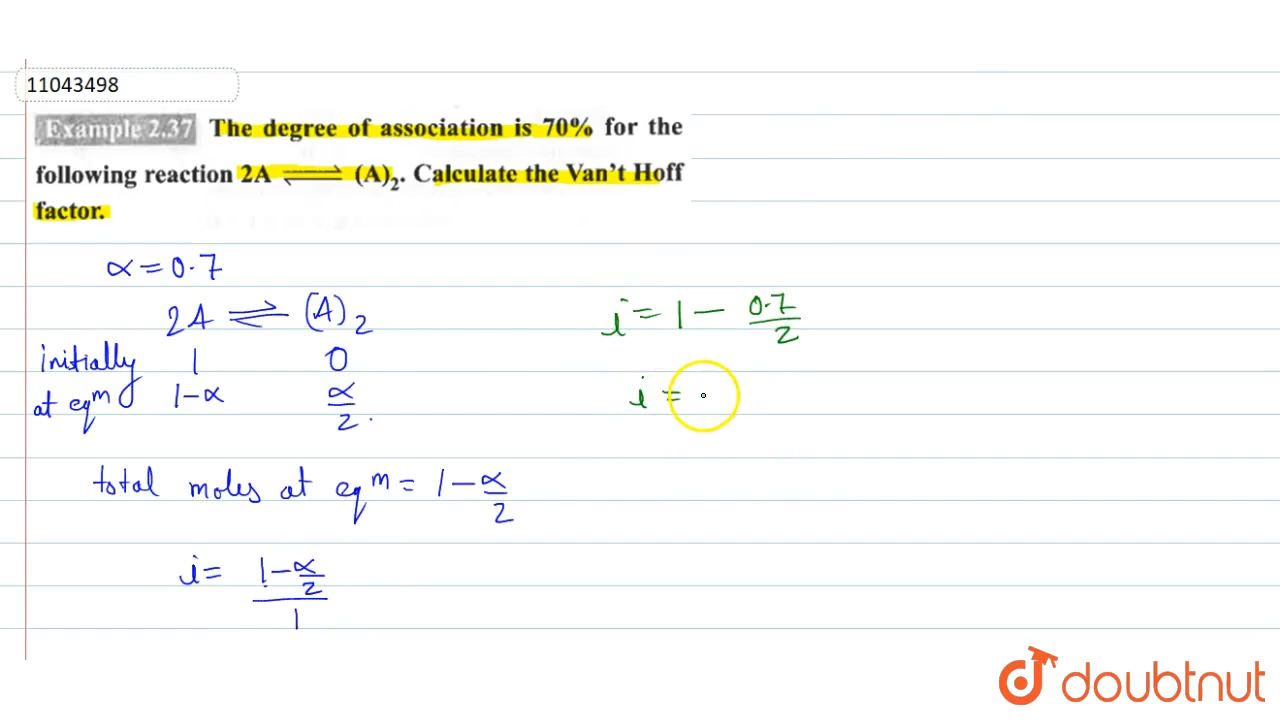 11043498
Example 2.37 The degree of association is 70% for the
following reaction 2A ⇌ (A)₂. Calculate the Van't Hoff
factor.
α = 0.7
2A ⇌ (A)₂
initially 1 0
at eqᵐ 1-α α/2.
total moles at eqᵐ = 1 - α/2
i = (1 - α/2)/1
i = 1 - 0.7/2
i =
doubtnut